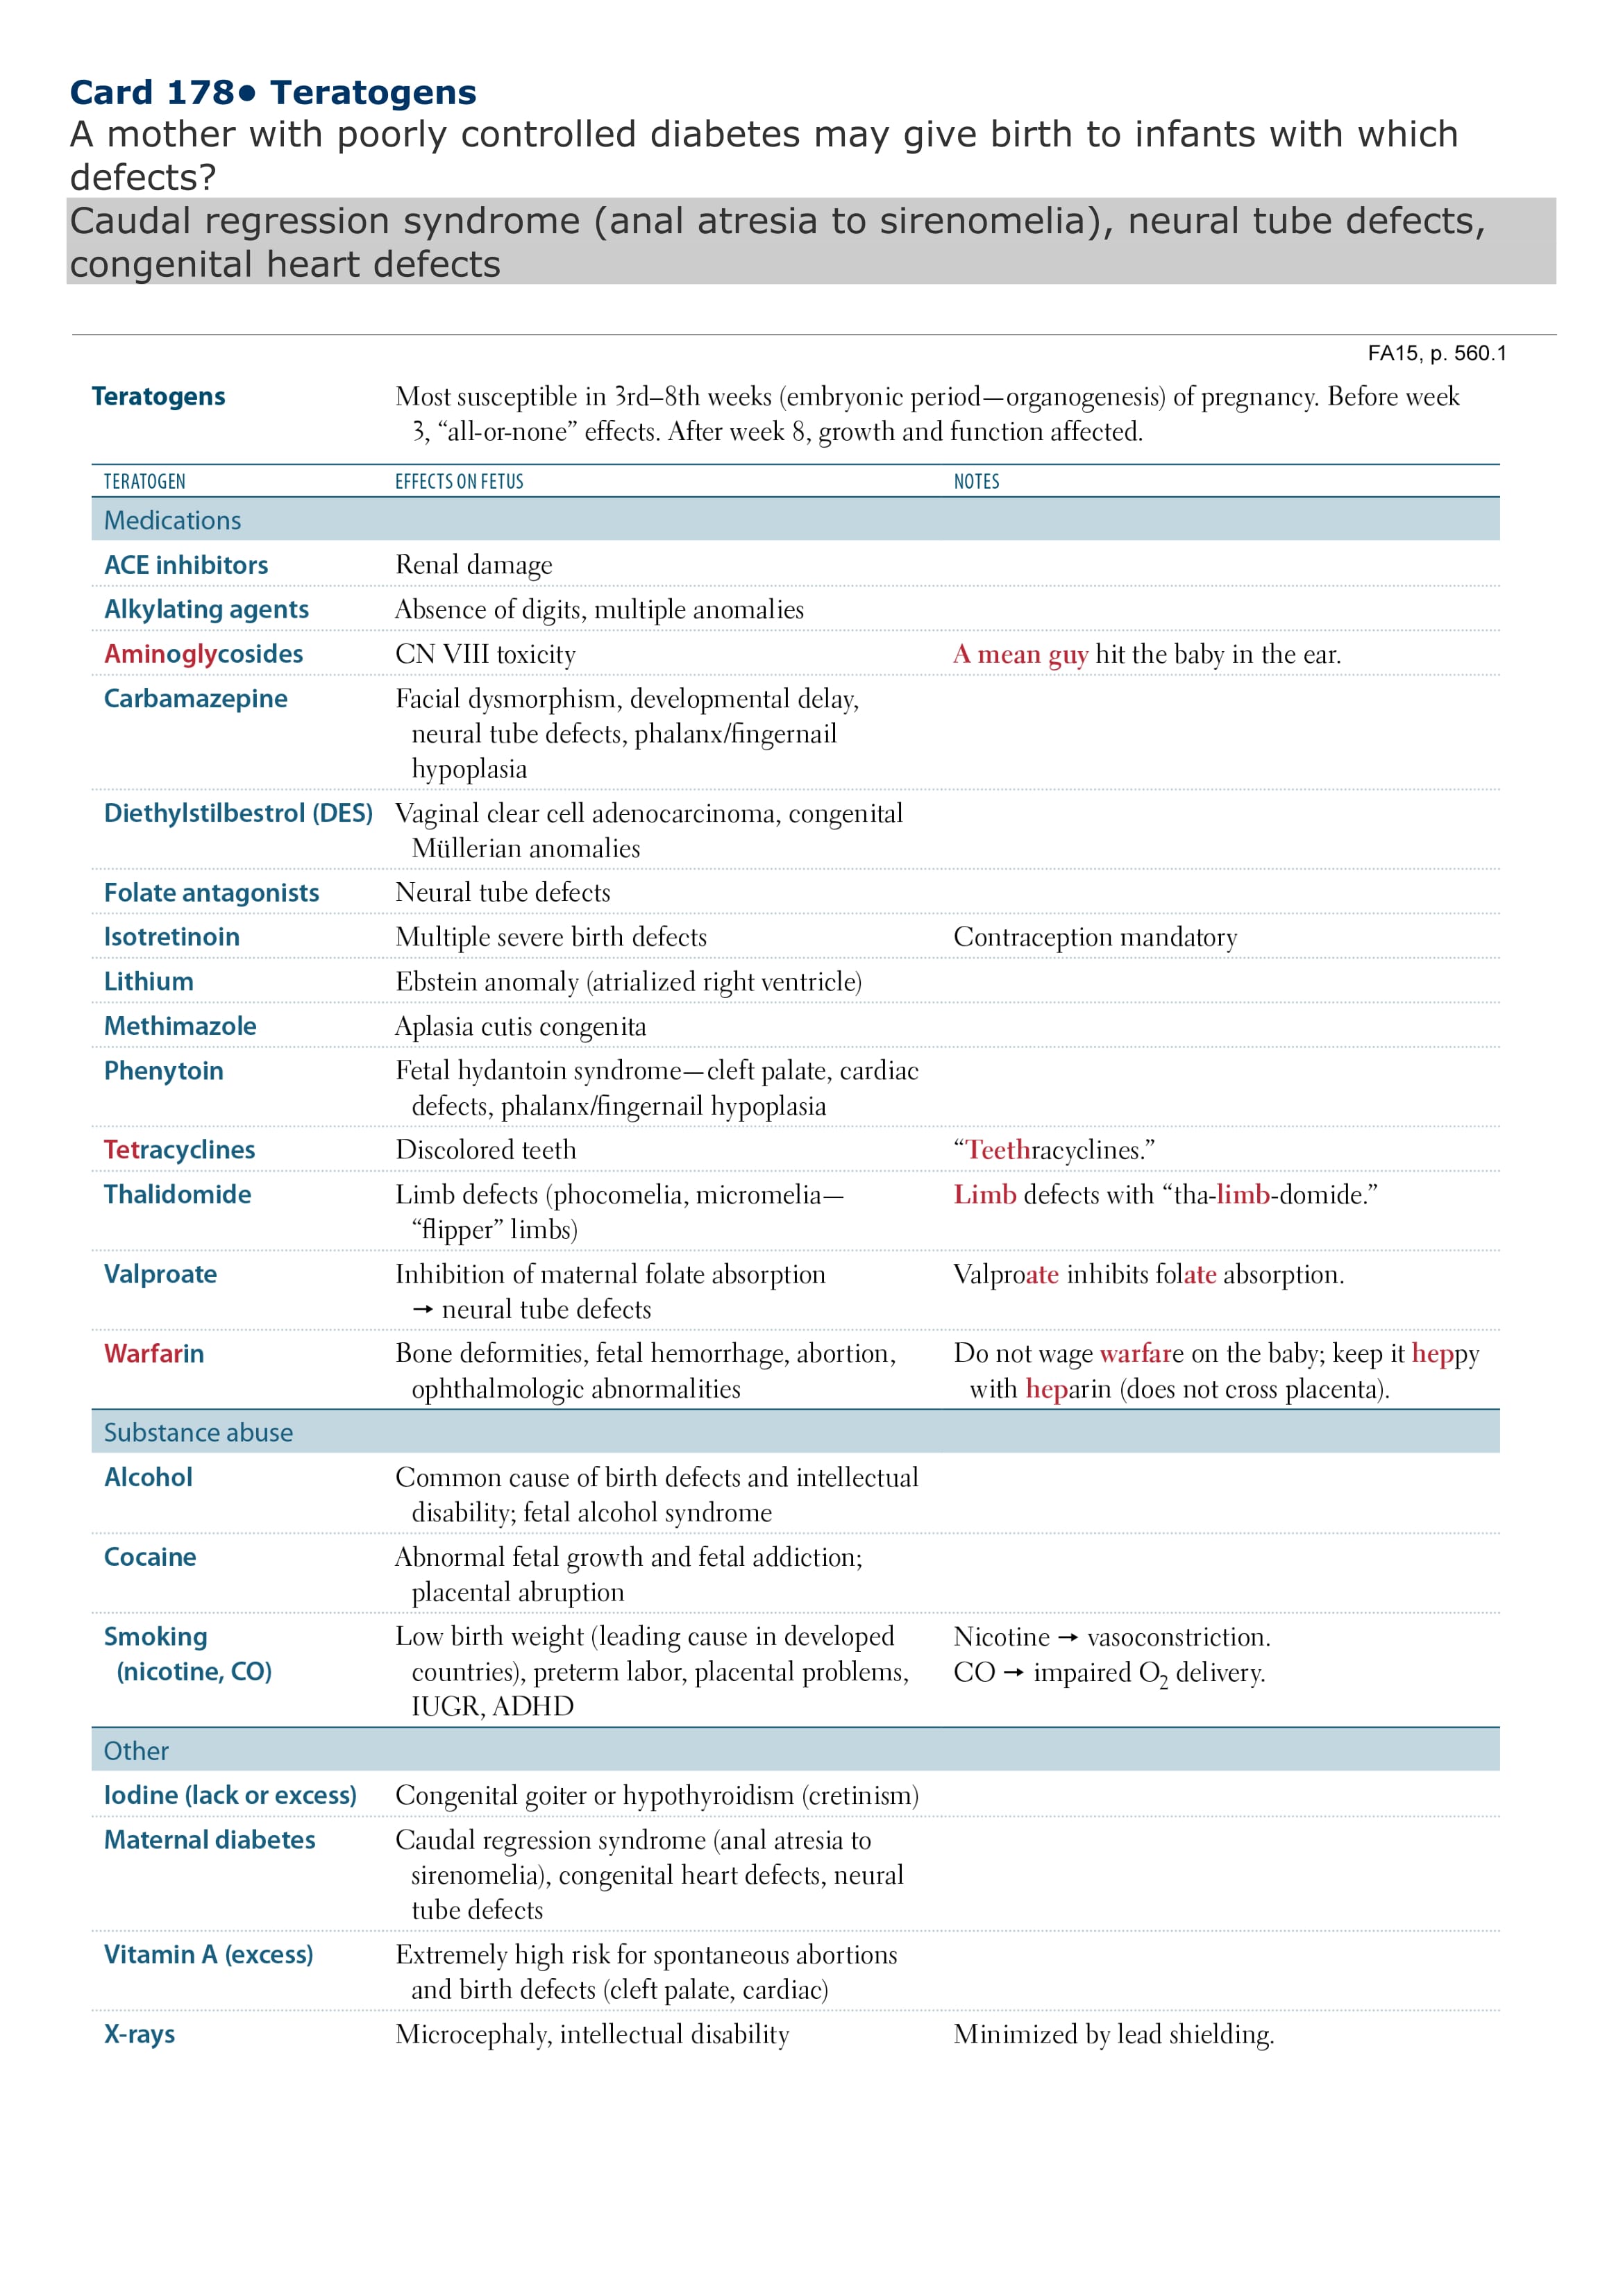 Card 178• Teratogens
A mother with poorly controlled diabetes may give birth to infants with which
defects?
Caudal regression syndrome (anal atresia to sirenomelia), neural tube defects,
congenital heart defects
FA15, p. 560.1
Teratogens Most susceptible in 3rd–8th weeks (embryonic period—organogenesis) of pregnancy. Before week
3, “all-or-none” effects. After week 8, growth and function affected.
TERATOGEN EFFECTS ON FETUS NOTES
Medications
ACE inhibitors Renal damage
Alkylating agents Absence of digits, multiple anomalies
Aminoglycosides CN VIII toxicity A mean guy hit the baby in the ear.
Carbamazepine Facial dysmorphism, developmental delay,
neural tube defects, phalanx/fingernail
hypoplasia
Diethylstilbestrol (DES) Vaginal clear cell adenocarcinoma, congenital
Müllerian anomalies
Folate antagonists Neural tube defects
Isotretinoin Multiple severe birth defects Contraception mandatory
Lithium Ebstein anomaly (atrialized right ventricle)
Methimazole Aplasia cutis congenita
Phenytoin Fetal hydantoin syndrome—cleft palate, cardiac
defects, phalanx/fingernail hypoplasia
Tetracyclines Discolored teeth “Teethracyclines.”
Thalidomide Limb defects (phocomelia, micromelia— Limb defects with “tha-limb-domide.”
“flipper” limbs)
Valproate Inhibition of maternal folate absorption Valproate inhibits folate absorption.
→ neural tube defects
Warfarin Bone deformities, fetal hemorrhage, abortion, Do not wage warfare on the baby; keep it heppy
ophthalmologic abnormalities with heparin (does not cross placenta).
Substance abuse
Alcohol Common cause of birth defects and intellectual
disability; fetal alcohol syndrome
Cocaine Abnormal fetal growth and fetal addiction;
placental abruption
Smoking Low birth weight (leading cause in developed Nicotine → vasoconstriction.
(nicotine, CO) countries), preterm labor, placental problems, CO → impaired O₂ delivery.
IUGR, ADHD
Other
Iodine (lack or excess) Congenital goiter or hypothyroidism (cretinism)
Maternal diabetes Caudal regression syndrome (anal atresia to
sirenomelia), congenital heart defects, neural
tube defects
Vitamin A (excess) Extremely high risk for spontaneous abortions
and birth defects (cleft palate, cardiac)
X-rays Microcephaly, intellectual disability Minimized by lead shielding.